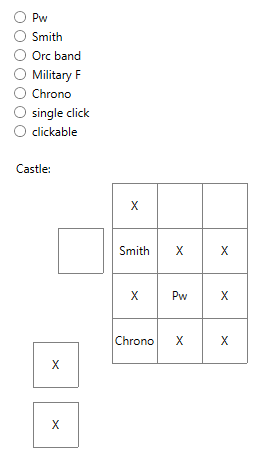 Pw
Smith
Orc band
Military F
Chrono
single click
clickable
Castle:
X
Smith X X
X Pw X
Chrono X X
X
X